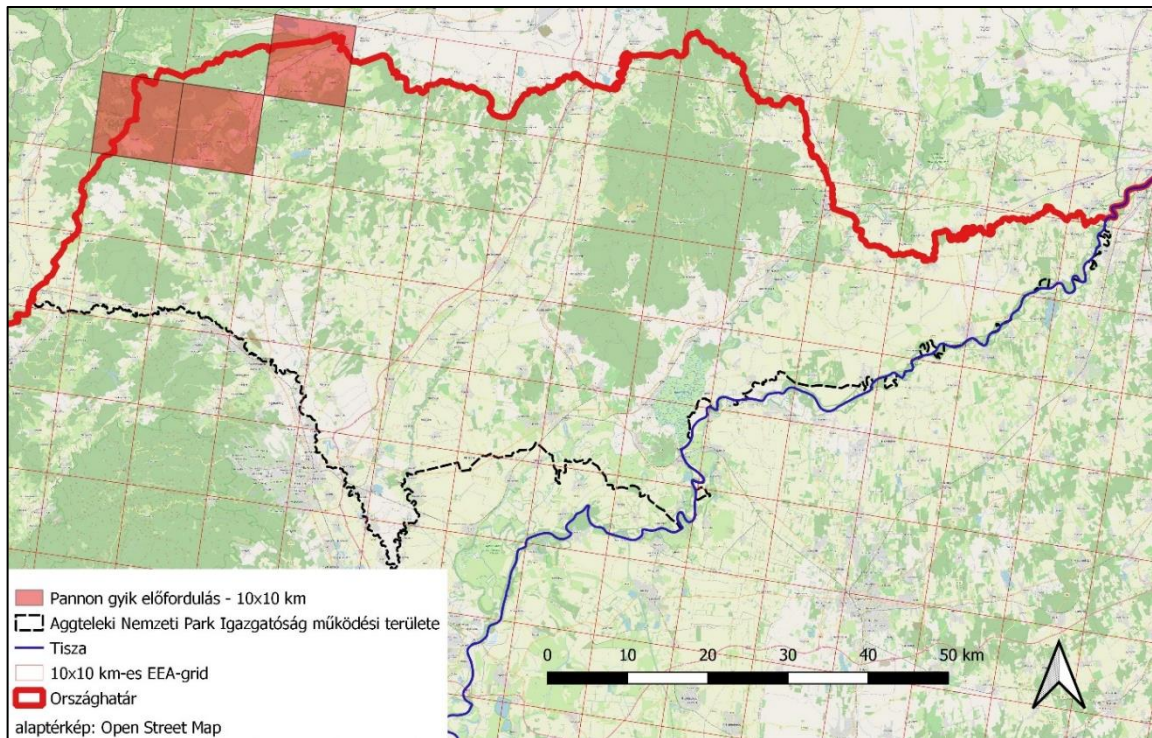 Pannon gyik előfordulás - 10x10 km
Aggteleki Nemzeti Park Igazgatóság működési területe
Tisza
10x10 km-es EEA-grid
Országhatár
alaptérkép: Open Street Map
0 10 20 30 40 50 km